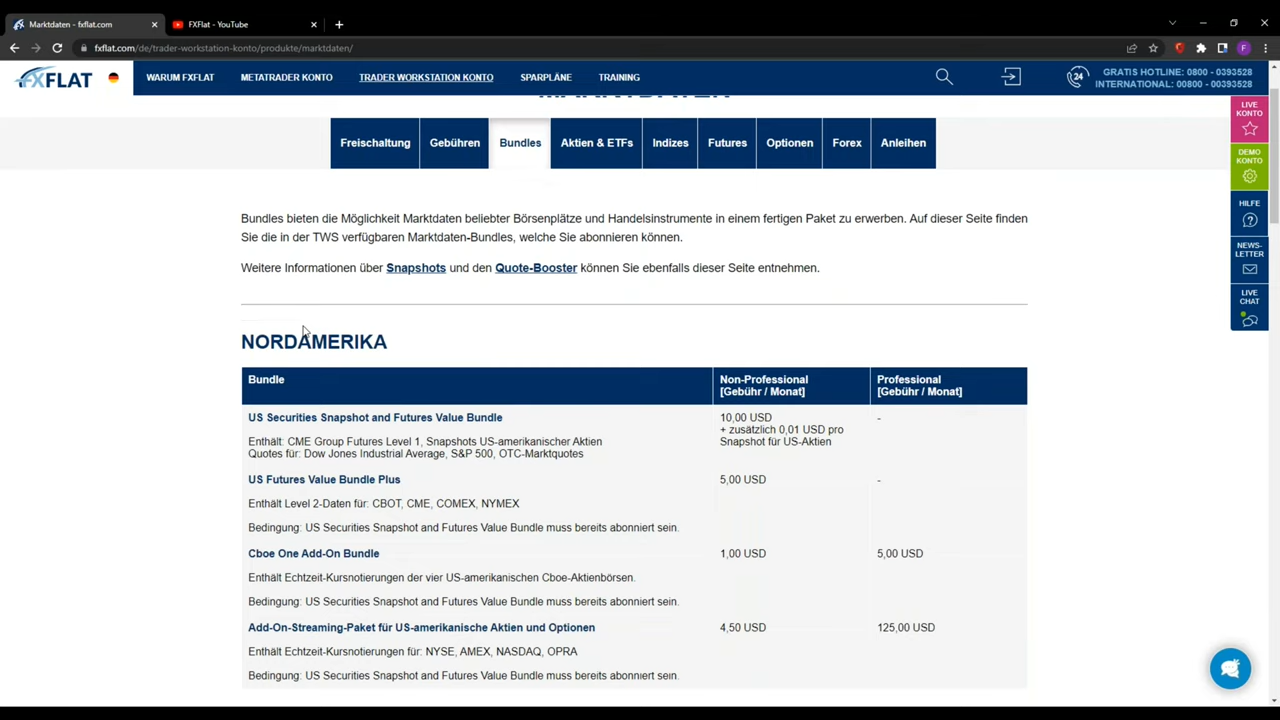 Marktdaten - fxflat.com
FXFlat - YouTube
fxflat.com/de/trader-workstation-konto/produkte/marktdaten/
F
FXFLAT
WARUM FXFLAT
METATRADER KONTO
TRADER WORKSTATION KONTO
SPARPLÄNE
TRAINING
24
GRATIS HOTLINE: 0800 - 0393528
INTERNATIONAL: 00800 - 00393528
MARKTDATEN
Freischaltung
Gebühren
Bundles
Aktien & ETFs
Indizes
Futures
Optionen
Forex
Anleihen
LIVE
KONTO
DEMO
KONTO
HILFE
NEWS-
LETTER
LIVE
CHAT
Bundles bieten die Möglichkeit Marktdaten beliebter Börsenplätze und Handelsinstrumente in einem fertigen Paket zu erwerben. Auf dieser Seite finden
Sie die in der TWS verfügbaren Marktdaten-Bundles, welche Sie abonnieren können.
Weitere Informationen über Snapshots und den Quote-Booster können Sie ebenfalls dieser Seite entnehmen.
NORDAMERIKA
Bundle
Non-Professional
[Gebühr / Monat]
Professional
[Gebühr / Monat]
US Securities Snapshot and Futures Value Bundle
Enthält: CME Group Futures Level 1, Snapshots US-amerikanischer Aktien
Quotes für: Dow Jones Industrial Average, S&P 500, OTC-Marktquotes
10,00 USD
+ zusätzlich 0,01 USD pro
Snapshot für US-Aktien
-
US Futures Value Bundle Plus
Enthält Level 2-Daten für: CBOT, CME, COMEX, NYMEX
Bedingung: US Securities Snapshot and Futures Value Bundle muss bereits abonniert sein.
5,00 USD
-
Cboe One Add-On Bundle
Enthält Echtzeit-Kursnotierungen der vier US-amerikanischen Cboe-Aktienbörsen.
Bedingung: US Securities Snapshot and Futures Value Bundle muss bereits abonniert sein.
1,00 USD
5,00 USD
Add-On-Streaming-Paket für US-amerikanische Aktien und Optionen
Enthält Echtzeit-Kursnotierungen für: NYSE, AMEX, NASDAQ, OPRA
Bedingung: US Securities Snapshot and Futures Value Bundle muss bereits abonniert sein.
4,50 USD
125,00 USD